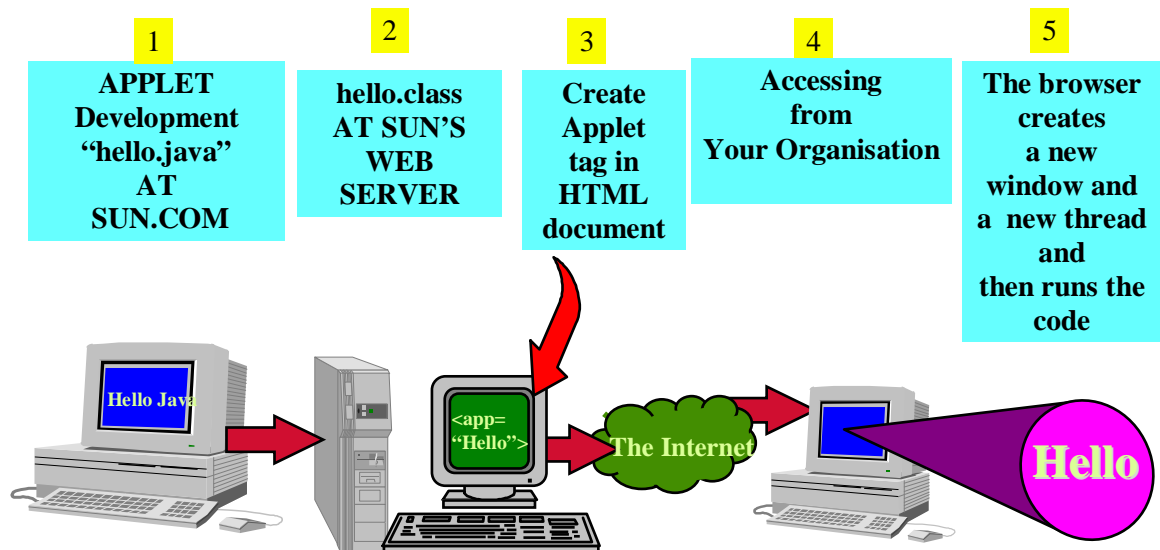 1
APPLET
Development
“hello.java”
AT
SUN.COM
2
hello.class
AT SUN’S
WEB
SERVER
3
Create
Applet
tag in
HTML
document
4
Accessing
from
Your Organisation
5
The browser
creates
a new
window and
a new thread
and
then runs the
code
Hello Java
<app=
“Hello”>
The Internet
Hello